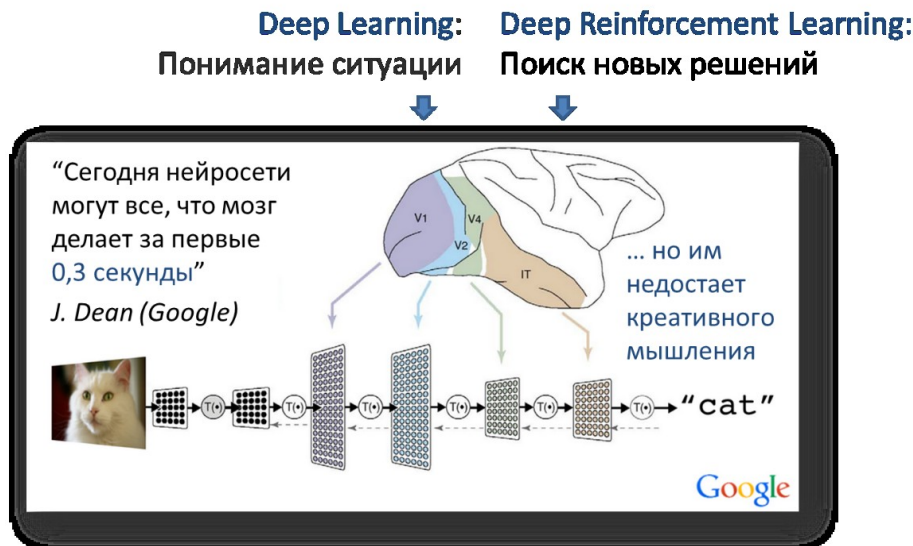 Deep Learning:
Понимание ситуации
Deep Reinforcement Learning:
Поиск новых решений
“Сегодня нейросети
могут все, что мозг
делает за первые
0,3 секунды”
J. Dean (Google)
V1
V2
V4
IT
... но им
недостает
креативного
мышления
T(•)
T(•)
T(•)
T(•)
T(•)
T(•)
“cat”
Google